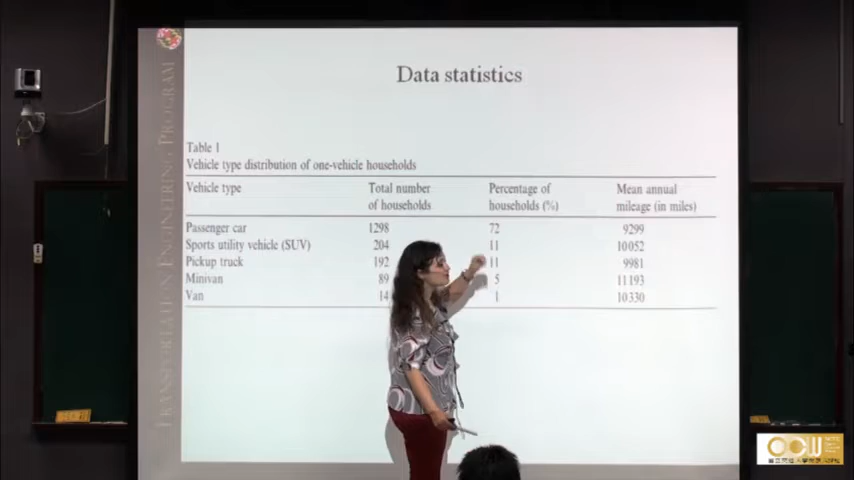 Data statistics
Table 1
Vehicle type distribution of one-vehicle households
Vehicle type Total number of households Percentage of households (%) Mean annual mileage (in miles)
Passenger car 1298 72 9299
Sports utility vehicle (SUV) 204 11 10052
Pickup truck 192 11 9981
Minivan 89 5 11193
Van 14 1 10330
TRANSPORTATION ENGINEERING PROGRAM
OCW